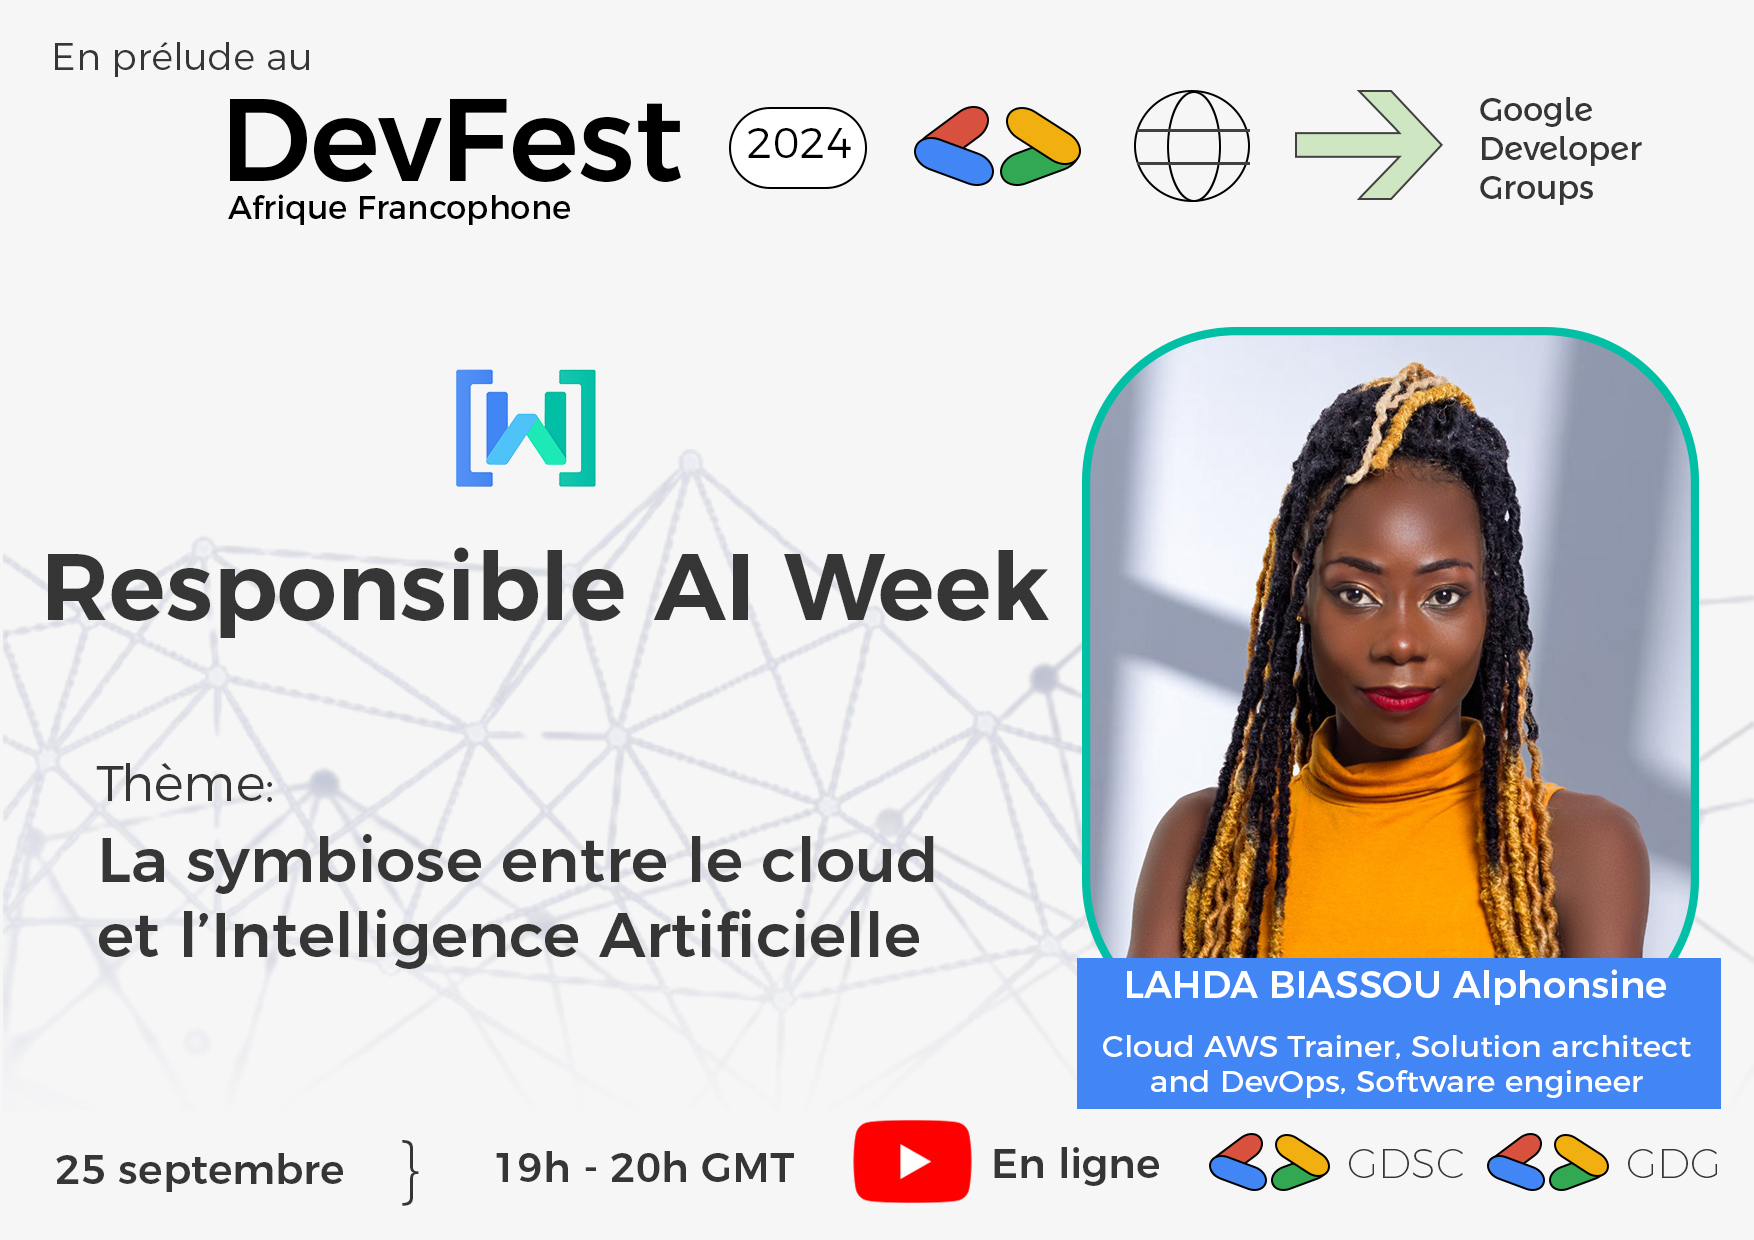 En prélude au
DevFest
Afrique Francophone
2024
Google
Developer
Groups
Responsible AI Week
Thème:
La symbiose entre le cloud
et l’Intelligence Artificielle
LAHDA BIASSOU Alphonsine
Cloud AWS Trainer, Solution architect
and DevOps, Software engineer
25 septembre } 19h - 20h GMT
En ligne
GDSC
GDG